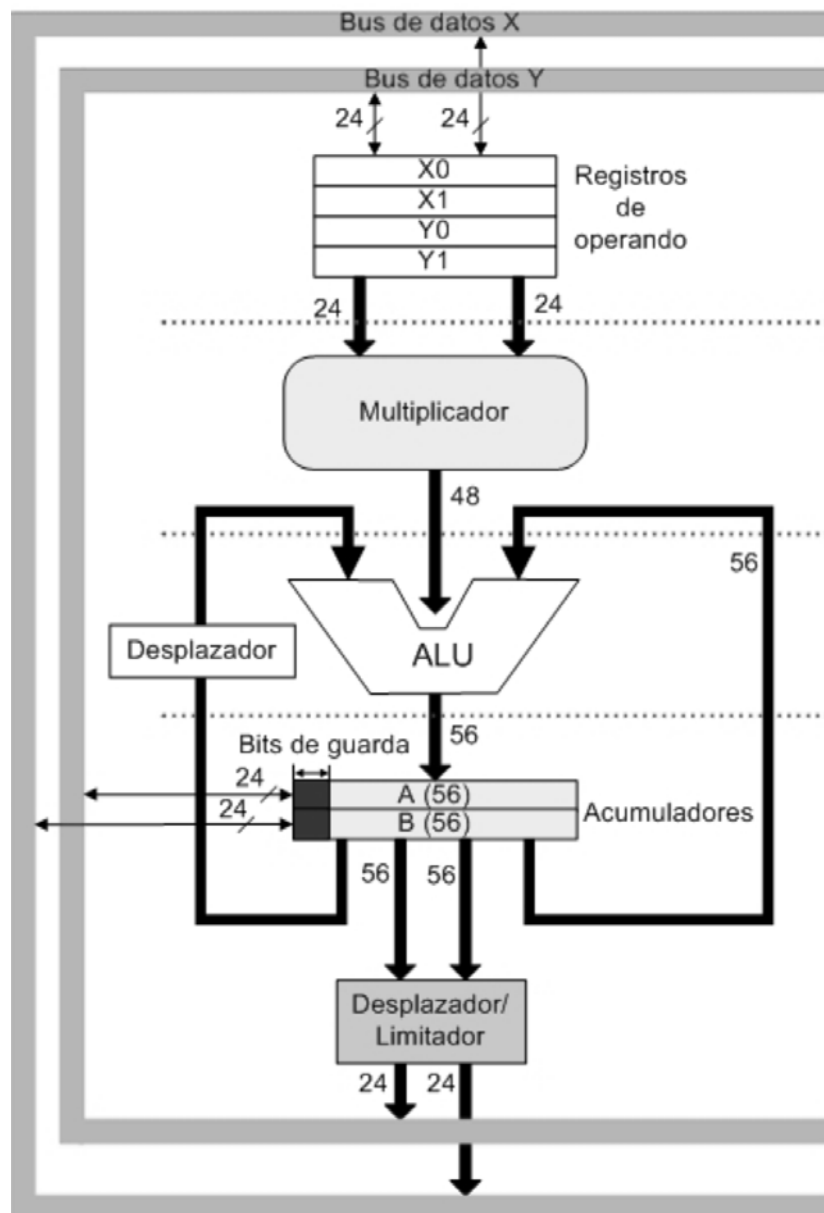 Bus de datos X
Bus de datos Y
24
24
X0
X1
Y0
Y1
Registros
de
operando
24
24
Multiplicador
48
56
Desplazador
ALU
56
Bits de guarda
24
24
A (56)
B (56)
Acumuladores
56
56
Desplazador/
Limitador
24
24